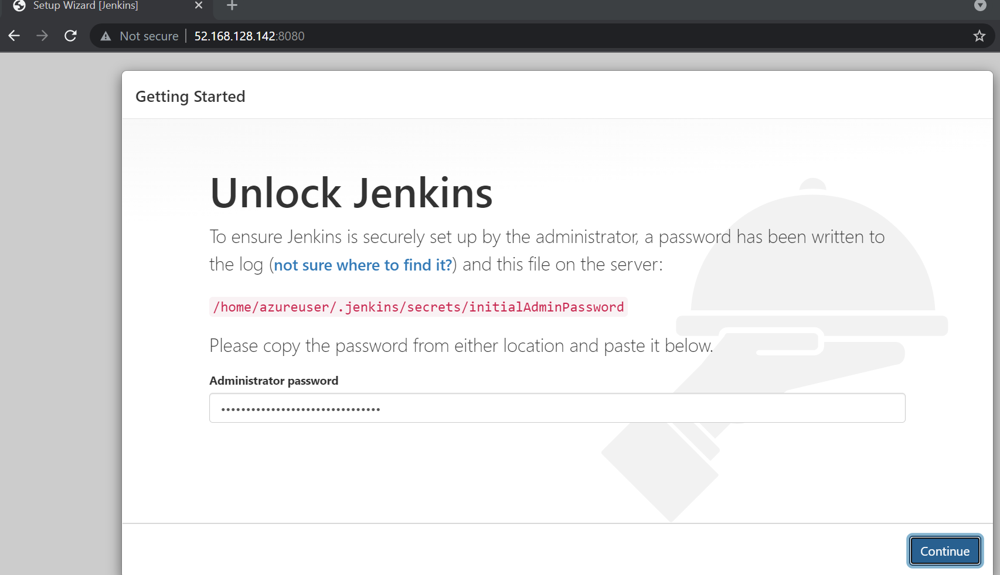 Setup Wizard [Jenkins]
Not secure | 52.168.128.142:8080
Getting Started
Unlock Jenkins
To ensure Jenkins is securely set up by the administrator, a password has been written to
the log (not sure where to find it?) and this file on the server:
/home/azureuser/.jenkins/secrets/initialAdminPassword
Please copy the password from either location and paste it below.
Administrator password
Continue